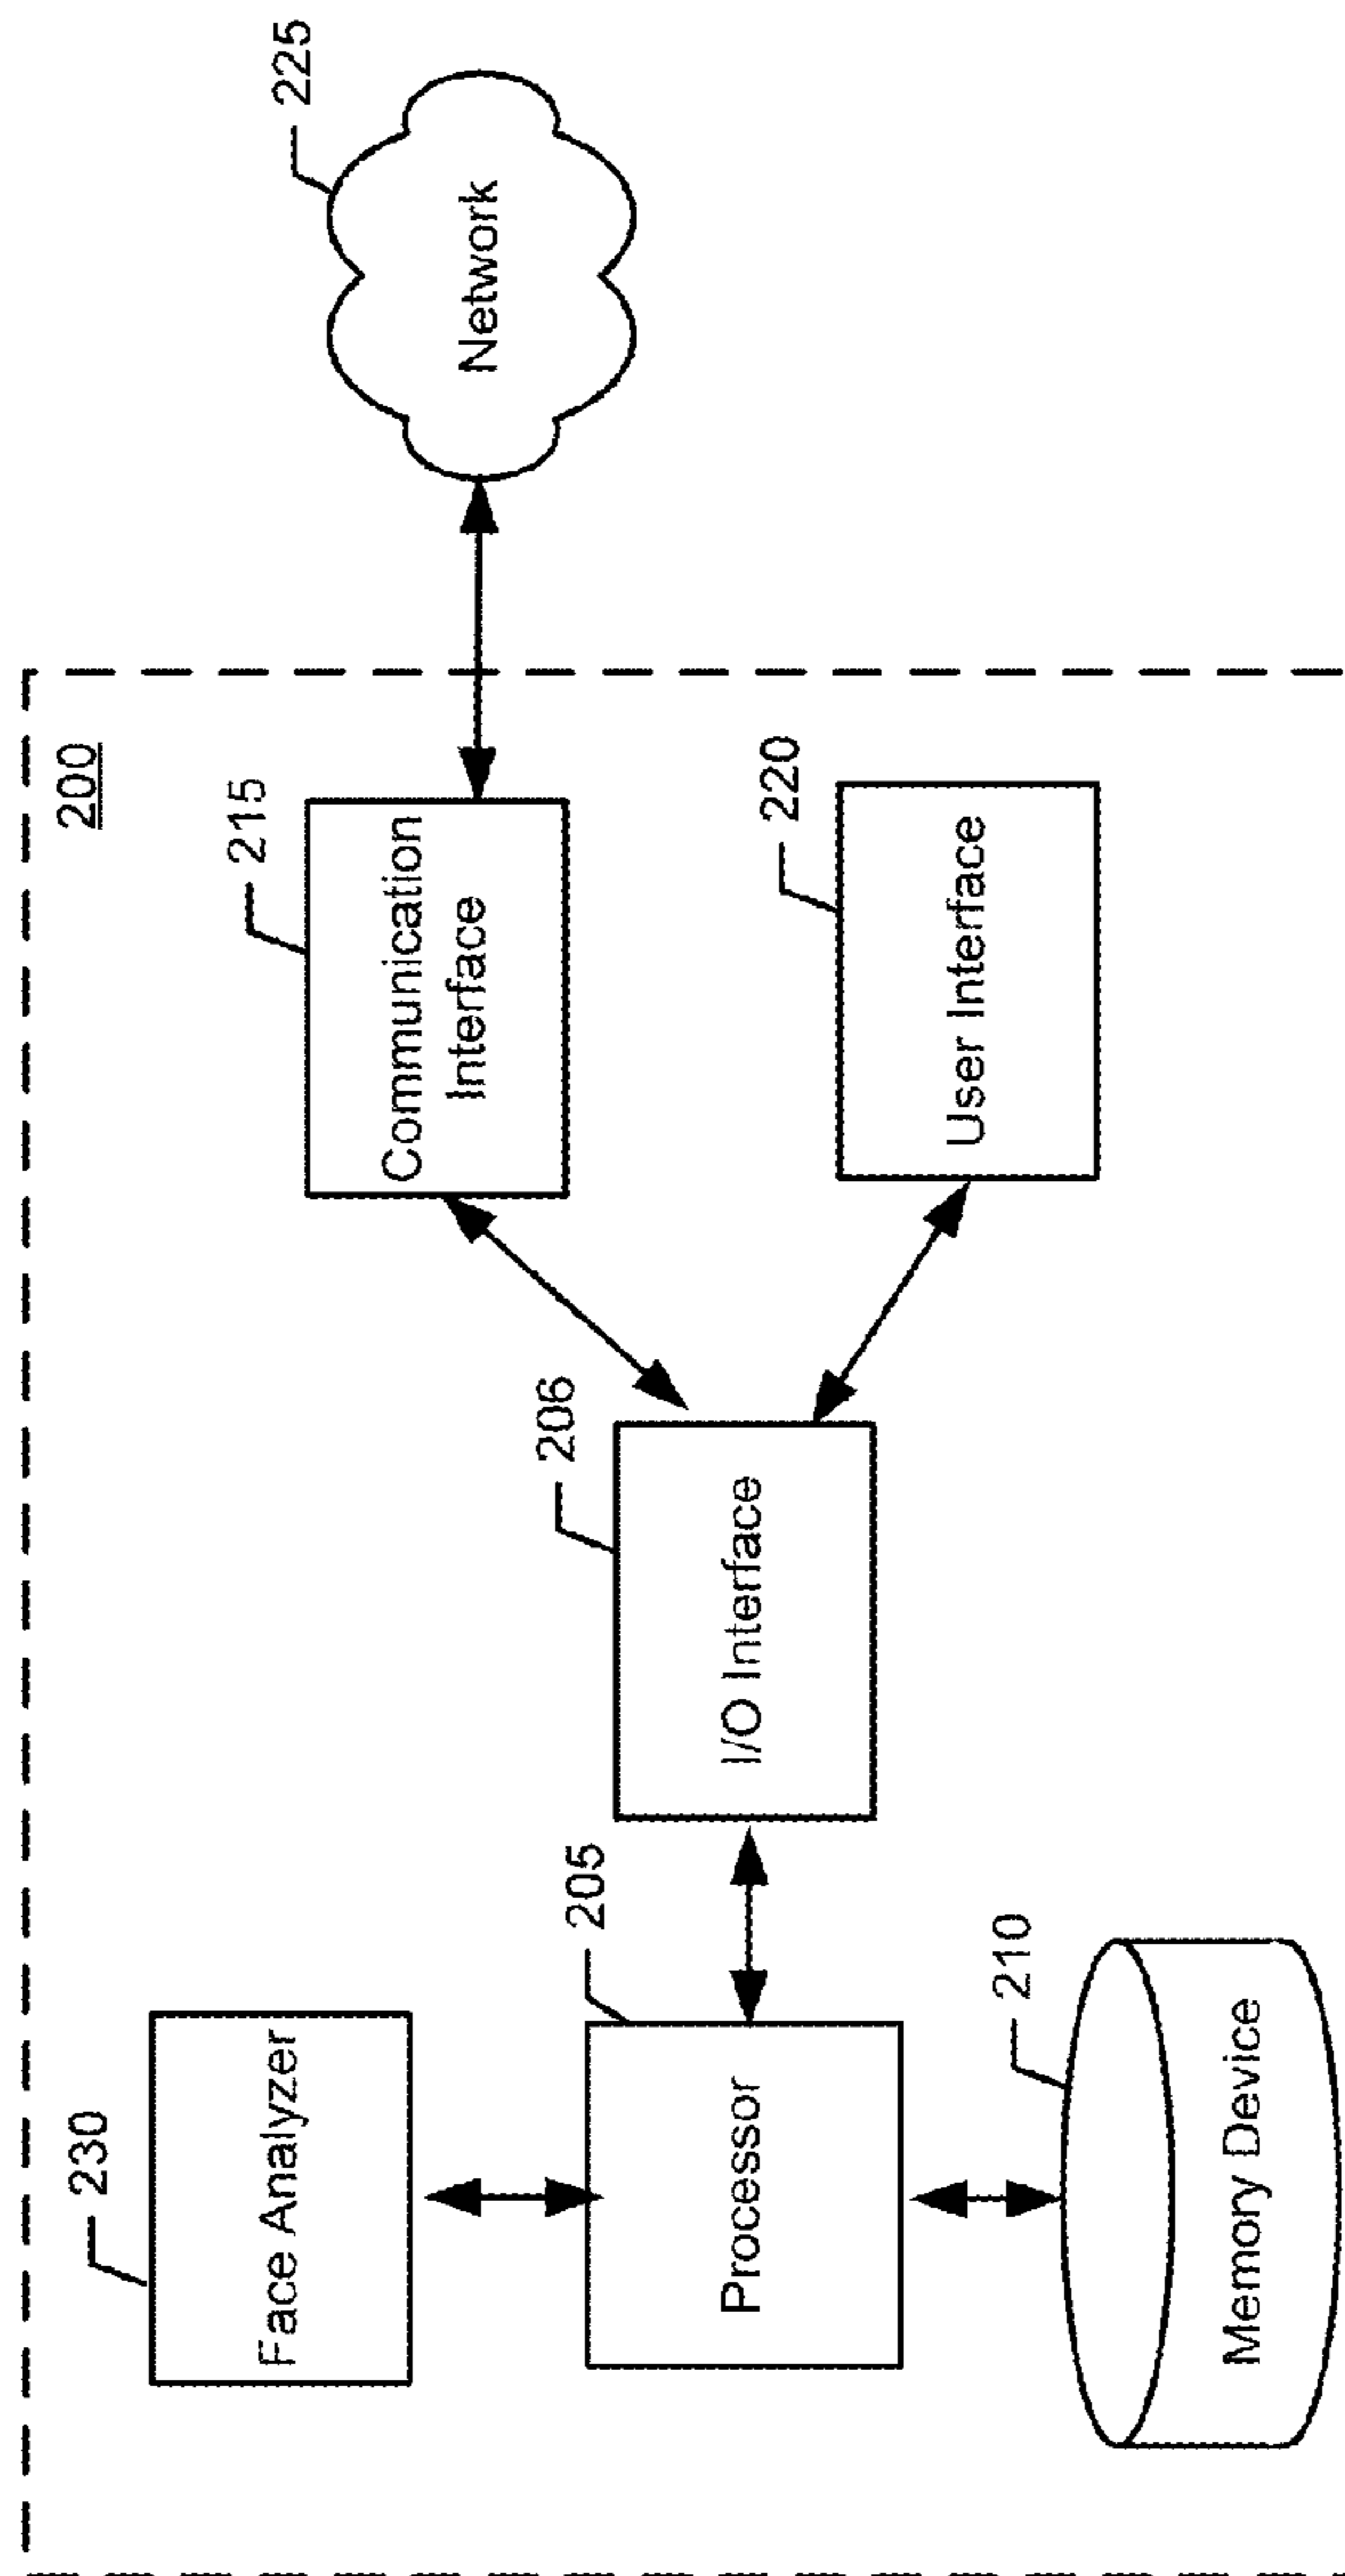 200
230
Face Analyzer
205
Processor
210
Memory Device
206
I/O Interface
215
Communication
Interface
220
User Interface
225
Network